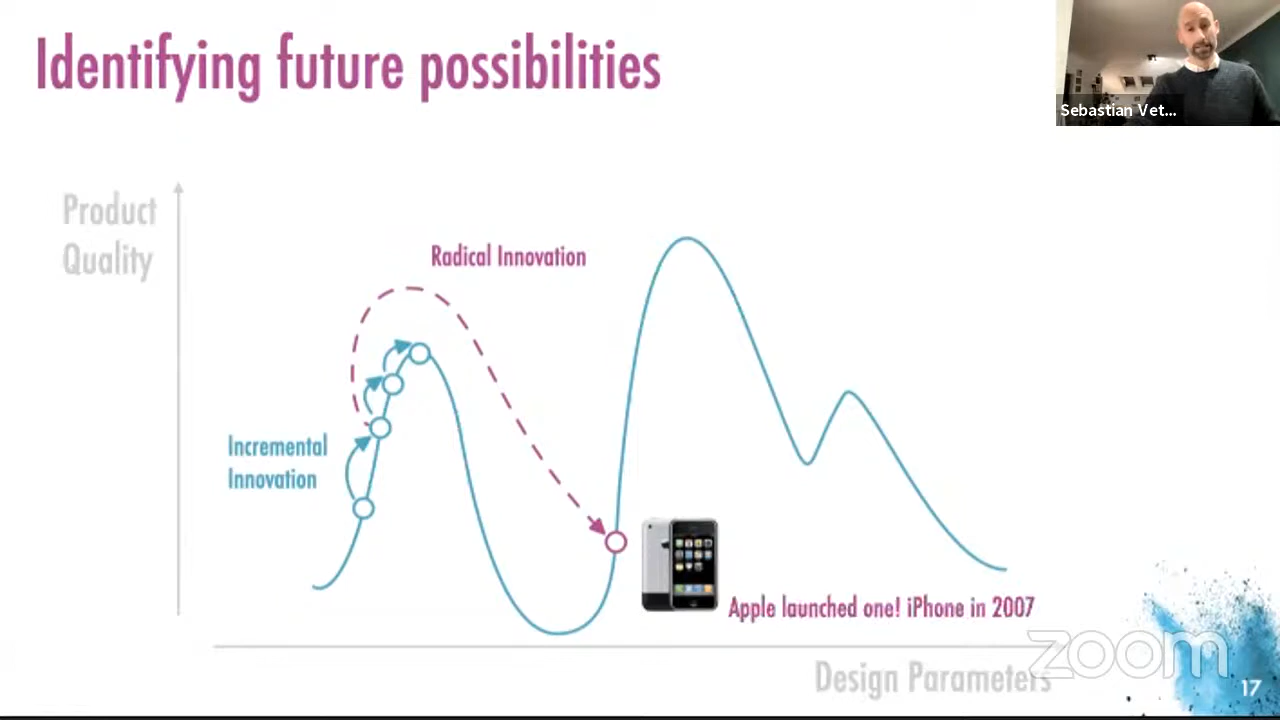 Identifying future possibilities
Sebastian Vet...
Product
Quality
Radical Innovation
Incremental
Innovation
Apple launched one! iPhone in 2007
Design Parameters
zoom
17